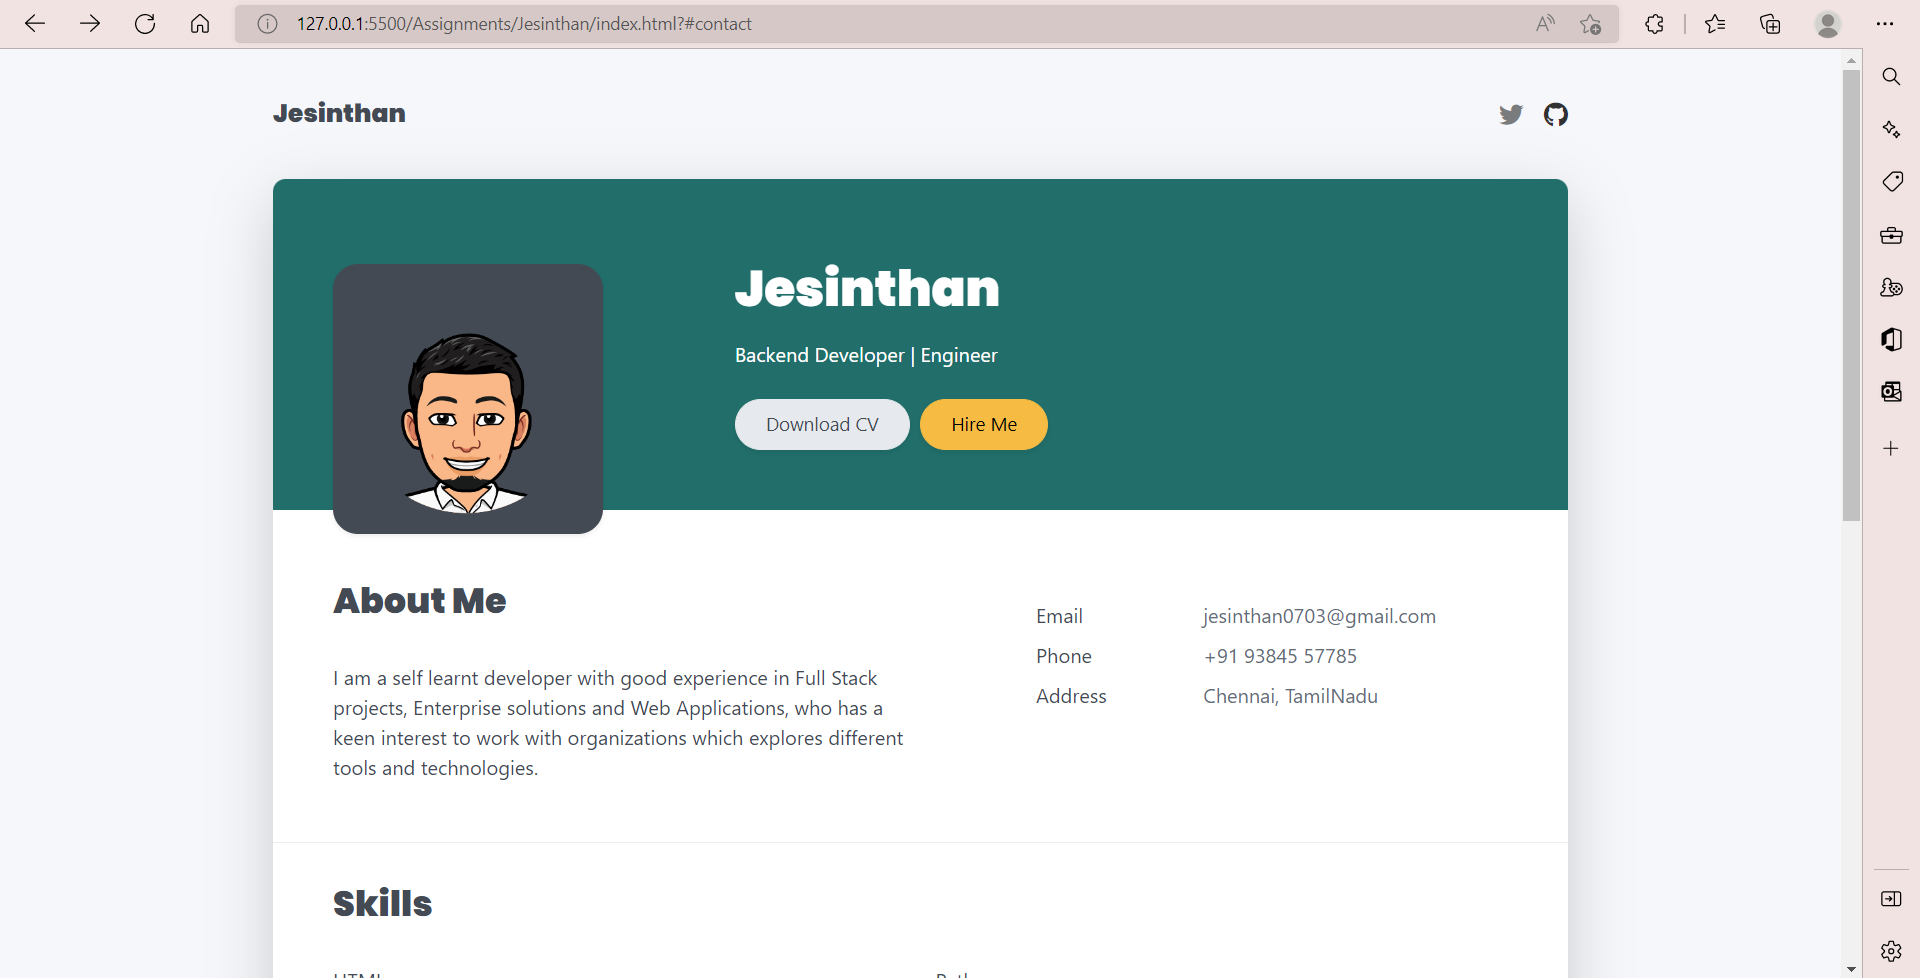 127.0.0.1:5500/Assignments/Jesinthan/index.html?#contact
Jesinthan
Jesinthan
Backend Developer | Engineer
Download CV
Hire Me
About Me
I am a self learnt developer with good experience in Full Stack
projects, Enterprise solutions and Web Applications, who has a
keen interest to work with organizations which explores different
tools and technologies.
Email jesinthan0703@gmail.com
Phone +91 93845 57785
Address Chennai, TamilNadu
Skills